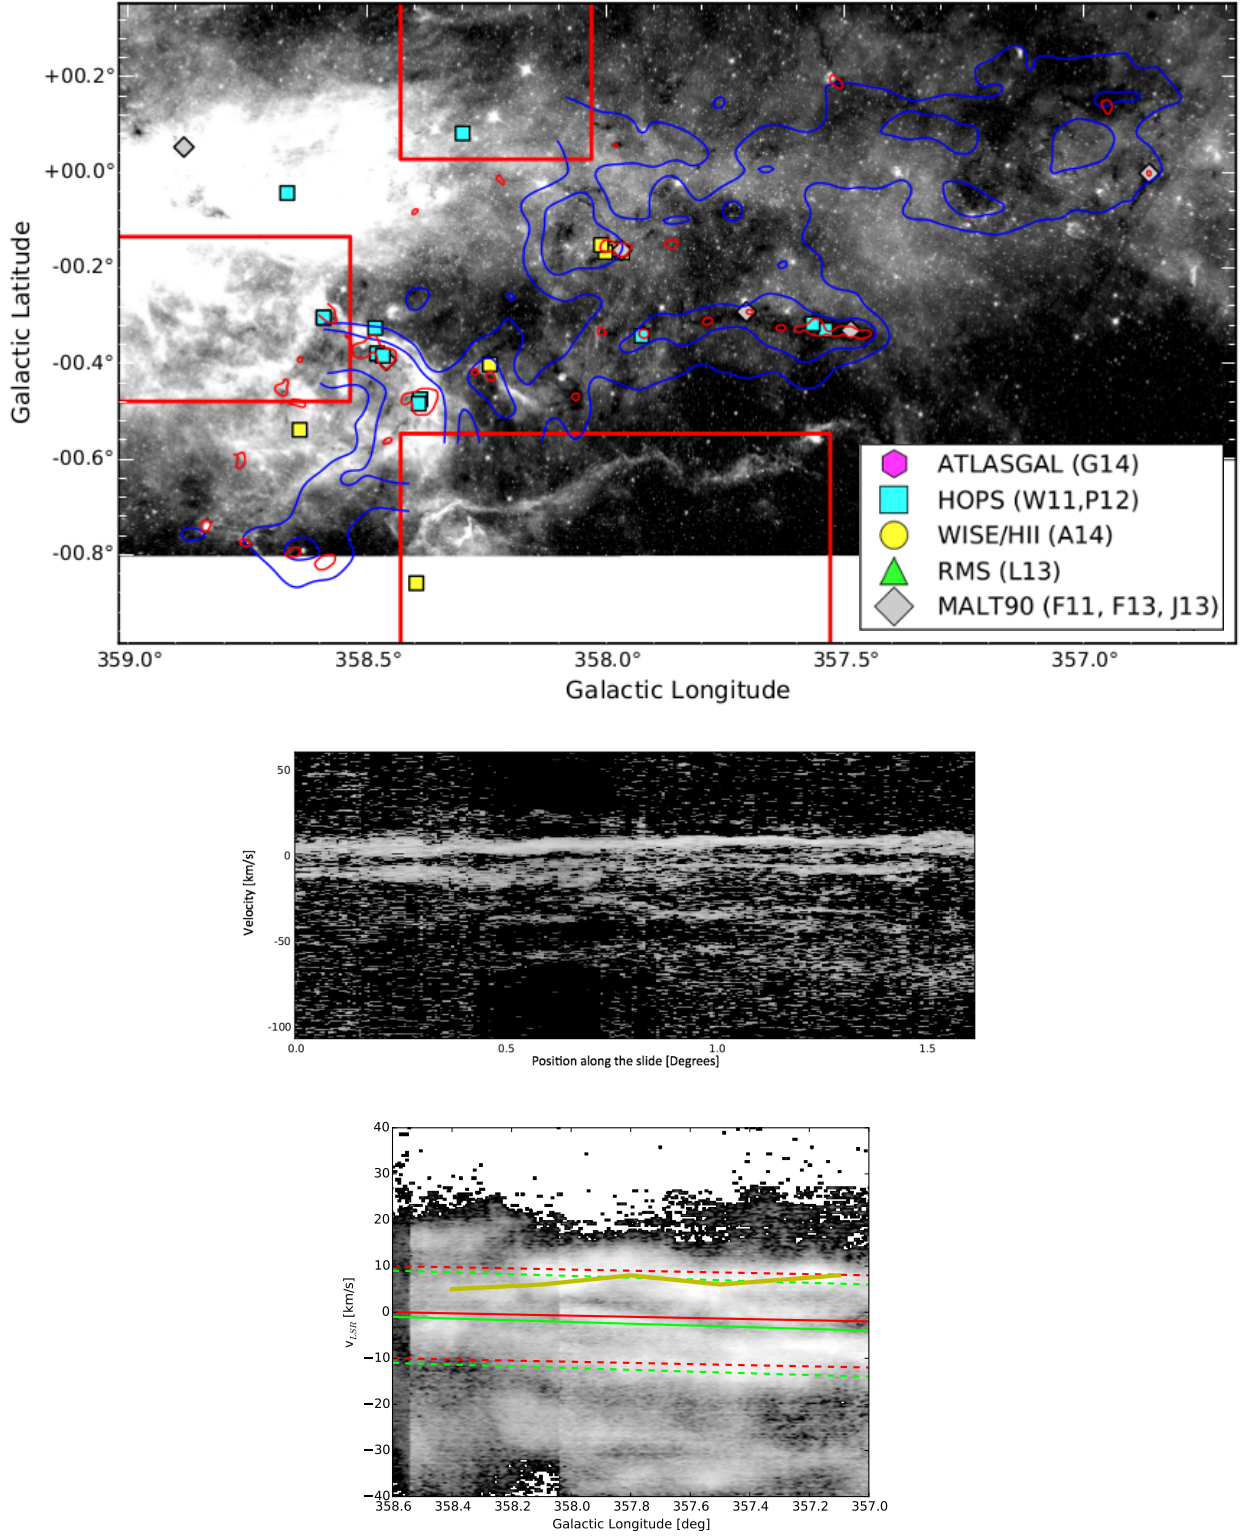 +00.2°
+00.0°
-00.2°
-00.4°
-00.6°
-00.8°
Galactic Latitude
ATLASGAL (G14)
HOPS (W11,P12)
WISE/HII (A14)
RMS (L13)
MALT90 (F11, F13, J13)
359.0° 358.5° 358.0° 357.5° 357.0°
Galactic Longitude
50
0
-50
-100
Velocity [km/s]
0.0 0.5 1.0 1.5
Position along the slide [Degrees]
40
30
20
10
0
−10
−20
−30
−40
v_LSR [km/s]
358.6 358.4 358.2 358.0 357.8 357.6 357.4 357.2 357.0
Galactic Longitude [deg]